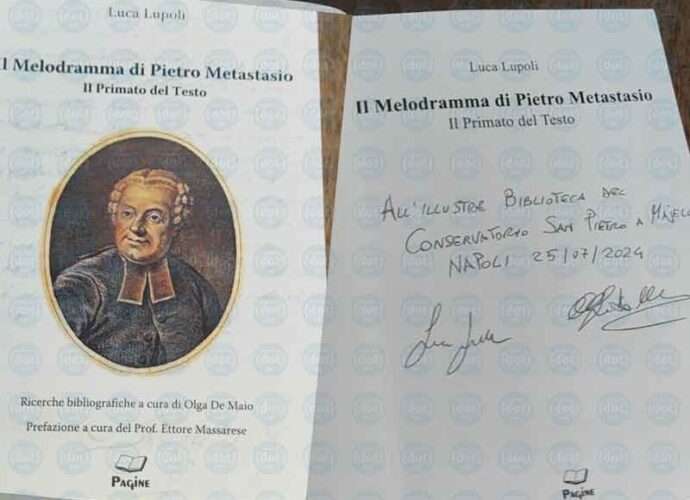 Luca Lupoli
Il Melodramma di Pietro Metastasio
Il Primato del Testo
Ricerche bibliografiche a cura di Olga De Maio
Prefazione a cura del Prof. Ettore Massarese
PAGINE
Luca Lupoli
Il Melodramma di Pietro Metastasio
Il Primato del Testo
ALL'ILLUSTRE BIBLIOTECA DEL
CONSERVATORIO SAN PIETRO A MAJELLA
NAPOLI 25/07/2024
PAGINE